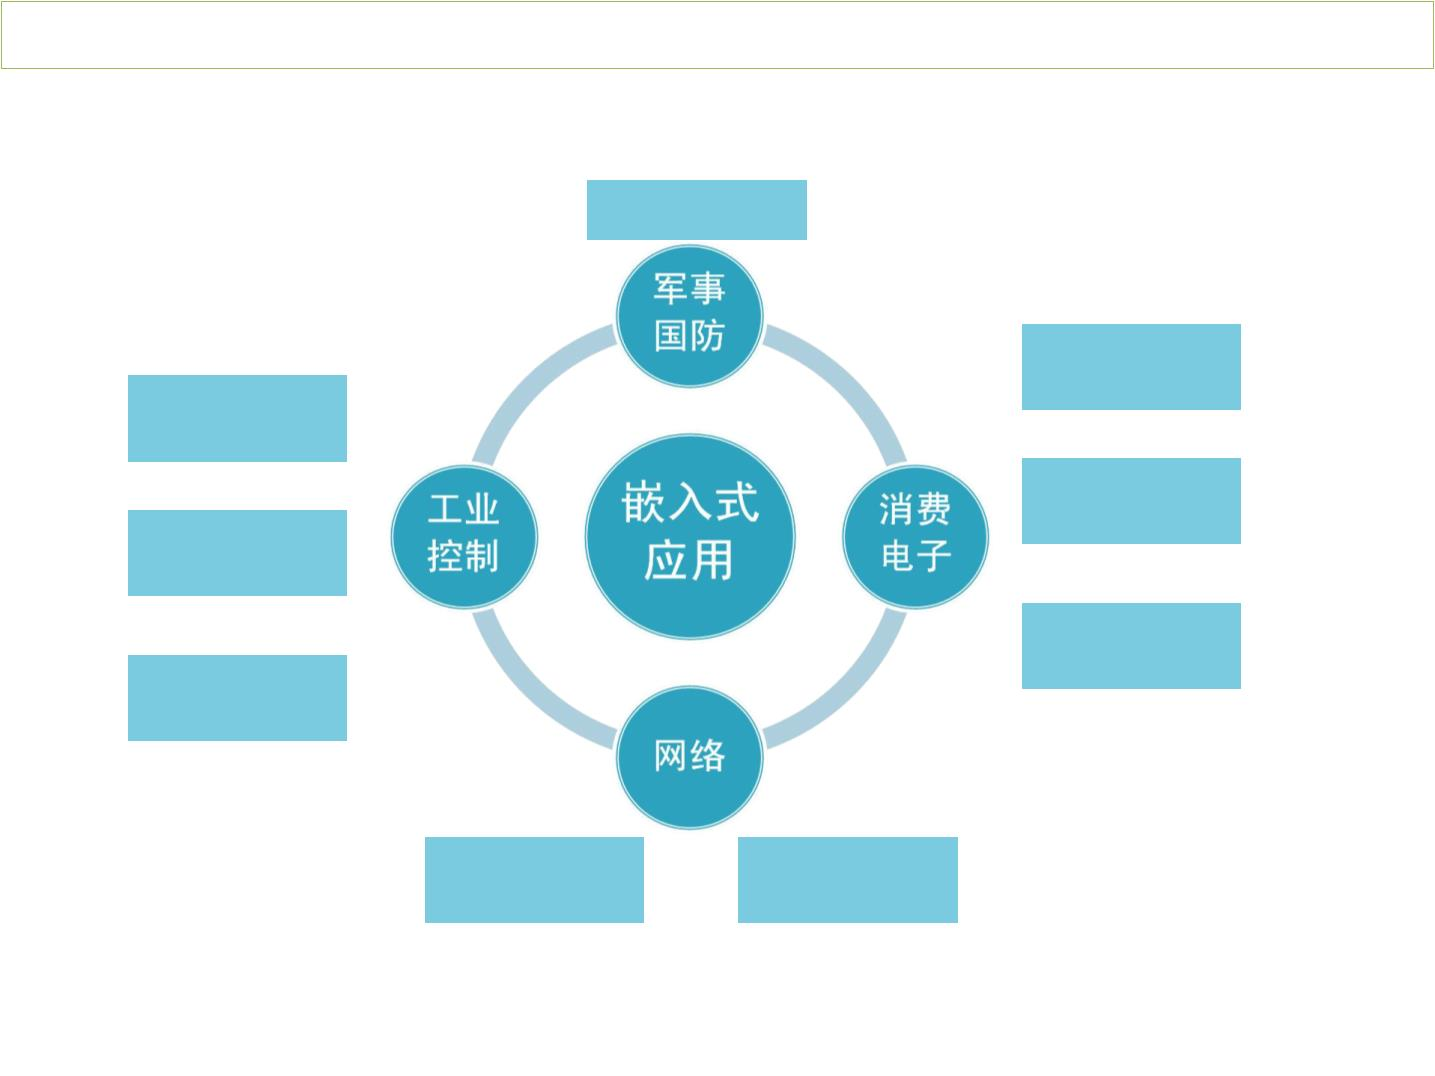 军事
国防
工业
控制
嵌入式
应用
消费
电子
网络